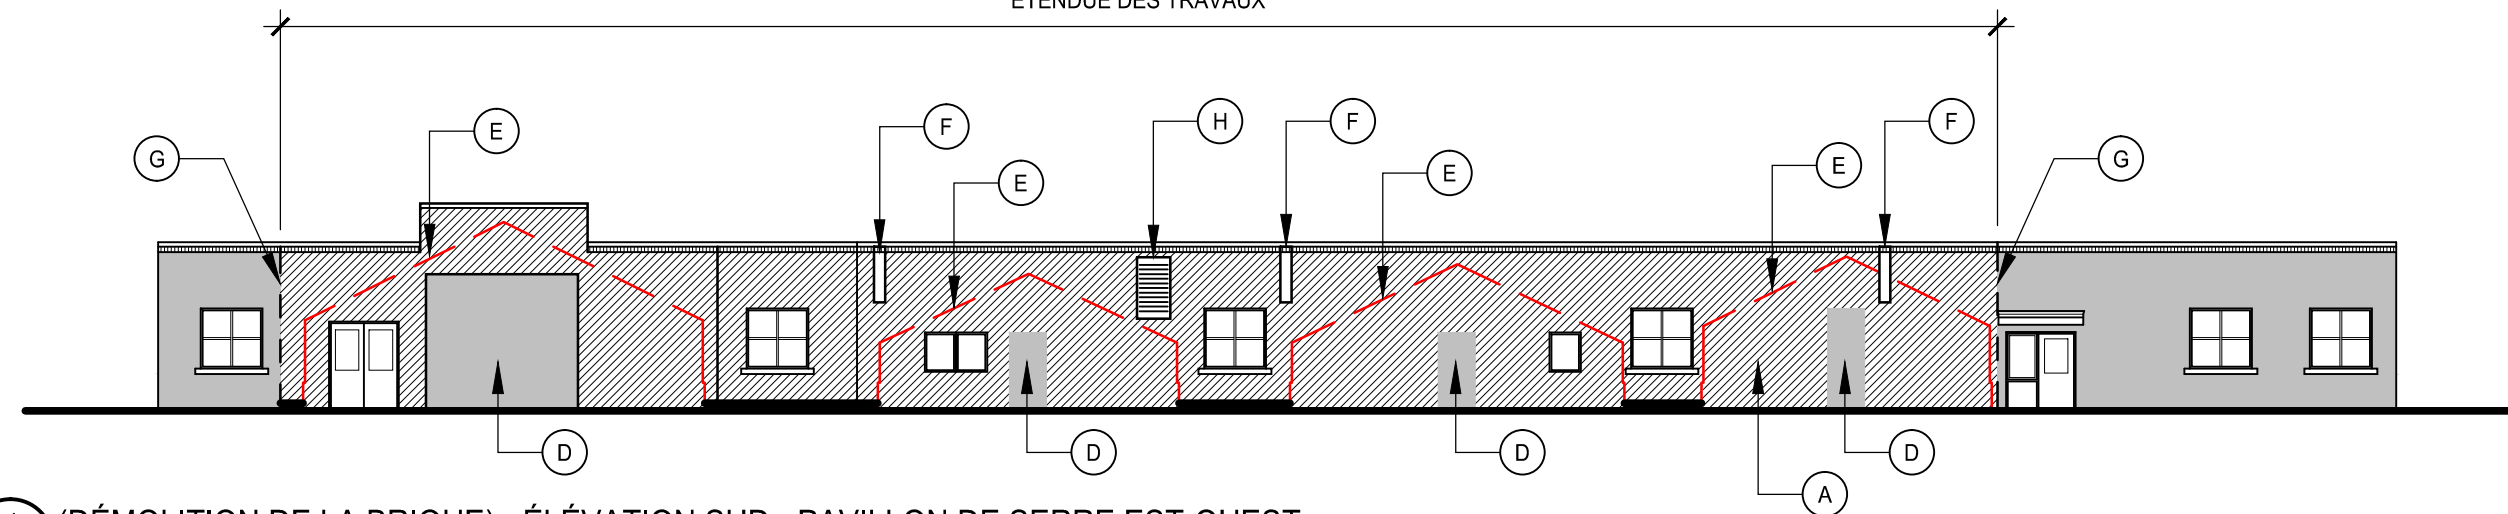 ÉTENDUE DES TRAVAUX
F
H
F
F
E
G
G
E
E
E
E
D
D
D
D
A
(DÉMOLITION DE LA BRIQUE) - ÉLÉVATION SUD - PAVILLON DE SERRE EST-OUEST